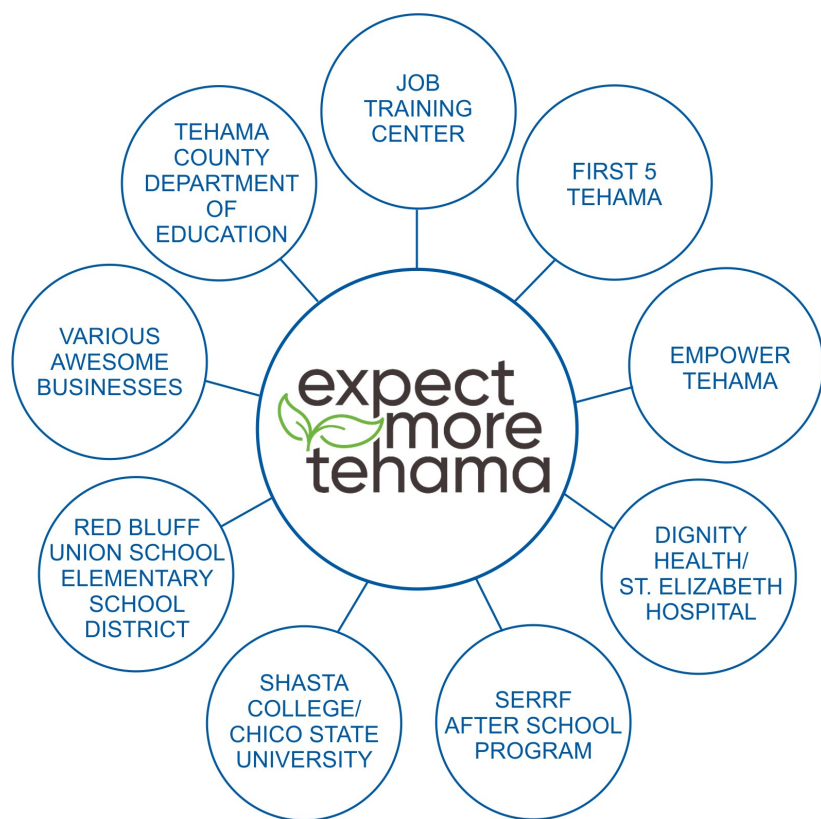 JOB
TRAINING
CENTER
FIRST 5
TEHAMA
EMPOWER
TEHAMA
DIGNITY
HEALTH/
ST. ELIZABETH
HOSPITAL
SERRF
AFTER SCHOOL
PROGRAM
SHASTA
COLLEGE/
CHICO STATE
UNIVERSITY
RED BLUFF
UNION SCHOOL
ELEMENTARY
SCHOOL
DISTRICT
VARIOUS
AWESOME
BUSINESSES
TEHAMA
COUNTY
DEPARTMENT
OF
EDUCATION
expect
more
tehama